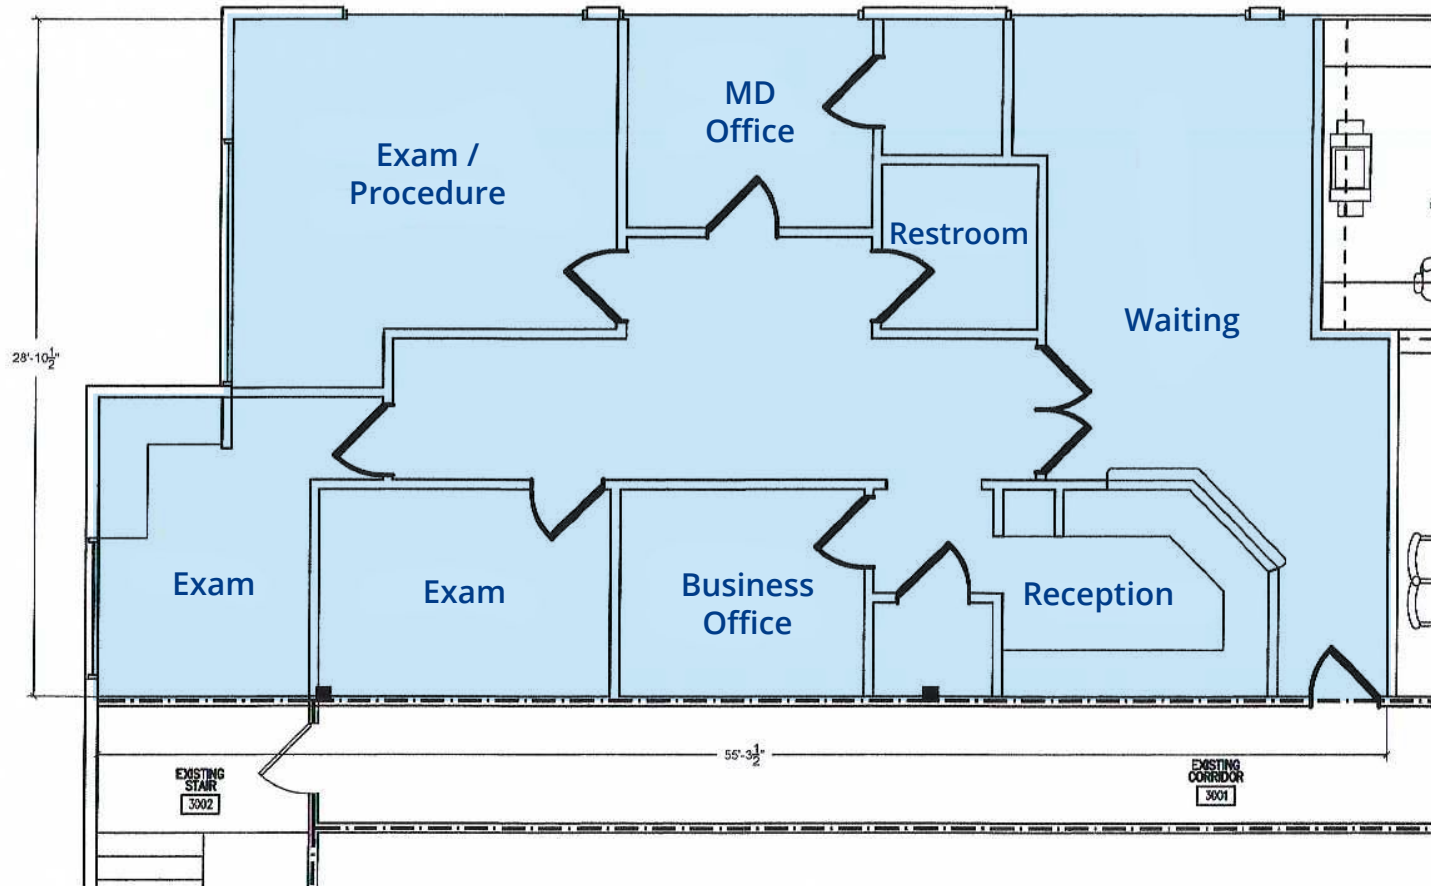 MD
Office
Exam /
Procedure
Restroom
Waiting
28'-10½"
Exam
Exam
Business
Office
Reception
55'-3½"
EXISTING
STAIR
3002
EXISTING
CORRIDOR
3001